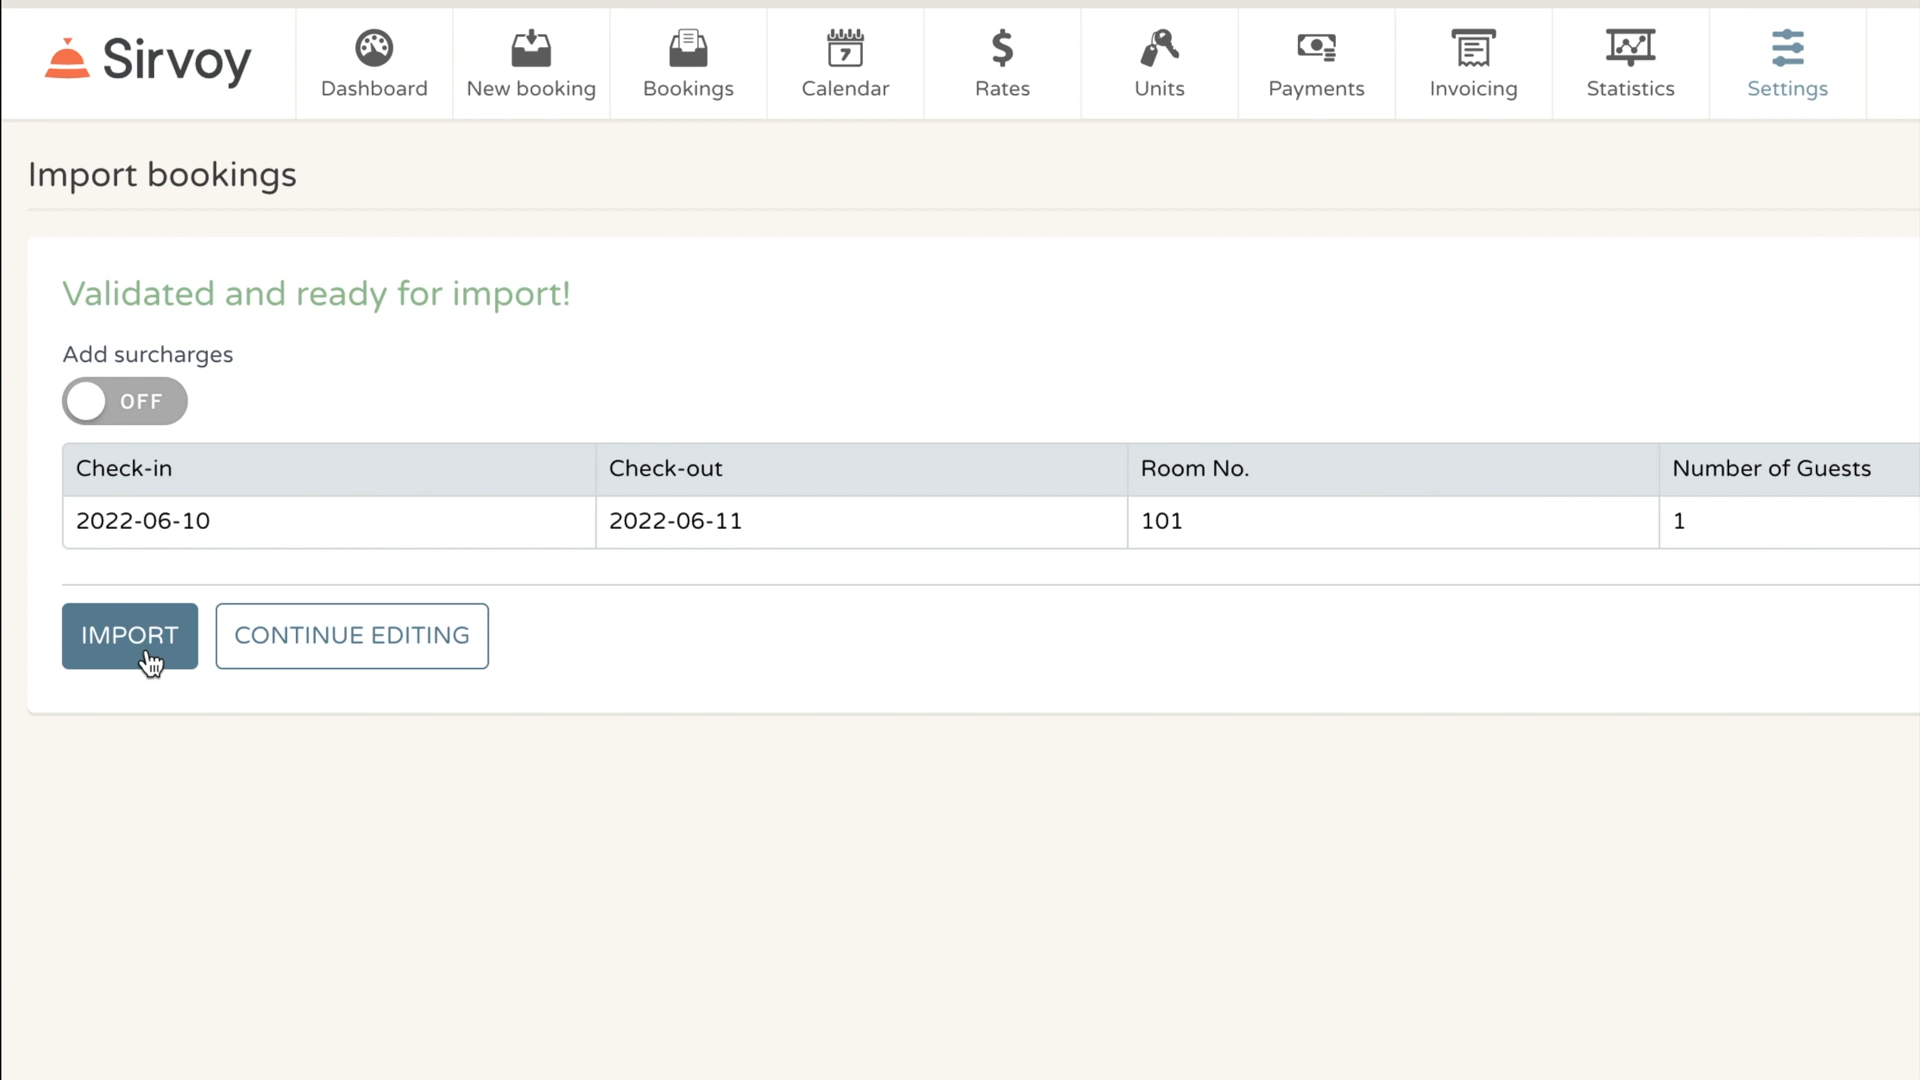 Sirvoy
Dashboard
New booking
Bookings
7
Calendar
$
Rates
Units
Payments
Invoicing
Statistics
Settings
Import bookings
Validated and ready for import!
Add surcharges
OFF
Check-in Check-out Room No. Number of Guests
2022-06-10 2022-06-11 101 1
IMPORT CONTINUE EDITING